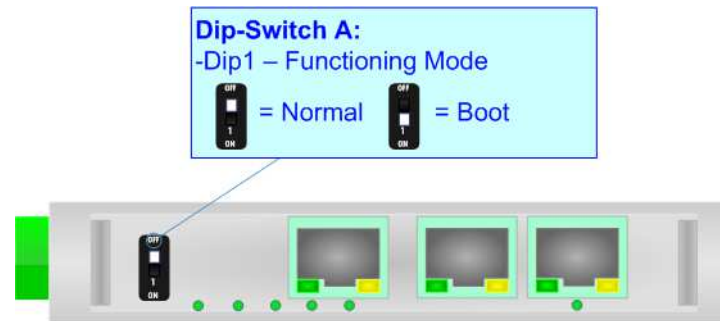 Dip-Switch A:
-Dip1 – Functioning Mode
OFF
1
ON
= Normal
OFF
1
ON
= Boot
OFF
1
ON